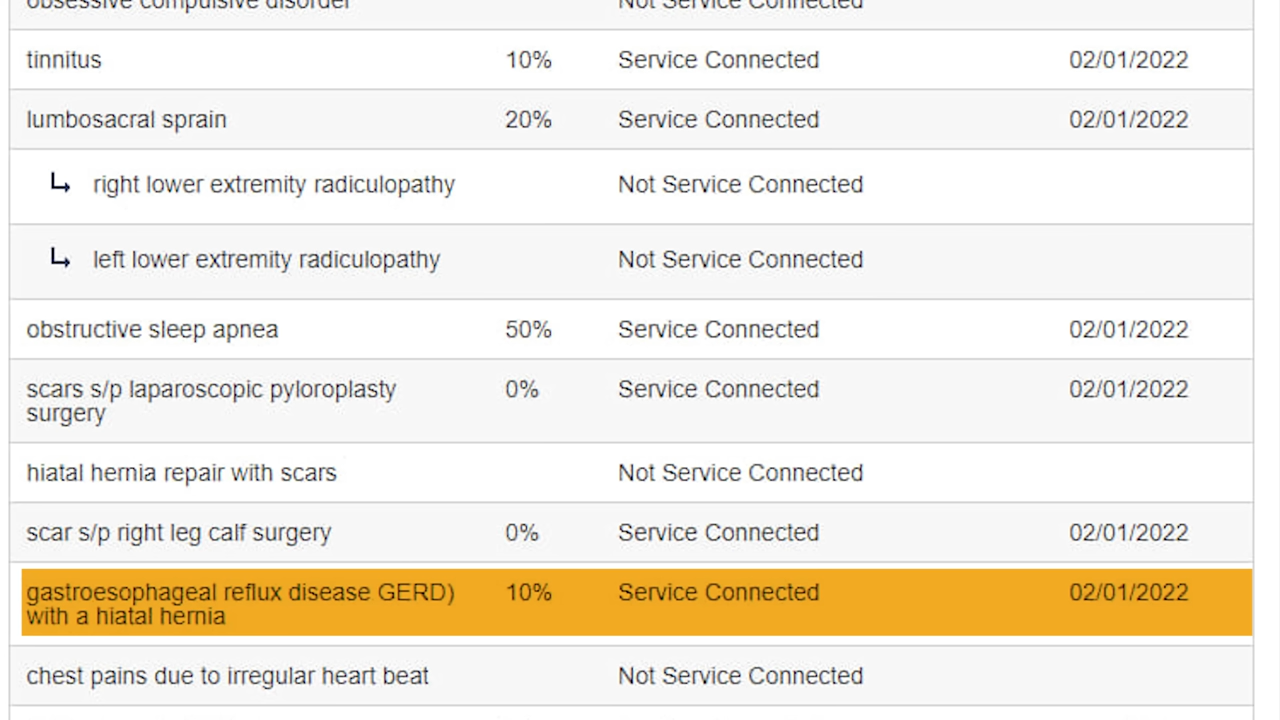 obsessive compulsive disorder Not Service Connected
tinnitus 10% Service Connected 02/01/2022
lumbosacral sprain 20% Service Connected 02/01/2022
right lower extremity radiculopathy Not Service Connected
left lower extremity radiculopathy Not Service Connected
obstructive sleep apnea 50% Service Connected 02/01/2022
scars s/p laparoscopic pyloroplasty 0% Service Connected 02/01/2022
surgery
hiatal hernia repair with scars Not Service Connected
scar s/p right leg calf surgery 0% Service Connected 02/01/2022
gastroesophageal reflux disease GERD) 10% Service Connected 02/01/2022
with a hiatal hernia
chest pains due to irregular heart beat Not Service Connected